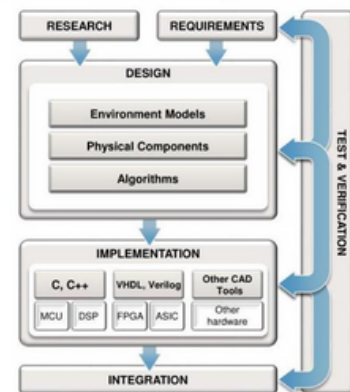 RESEARCH
REQUIREMENTS
DESIGN
Environment Models
Physical Components
Algorithms
IMPLEMENTATION
C, C++
VHDL, Verilog
Other CAD
Tools
MCU
DSP
FPGA
ASIC
Other
hardware
INTEGRATION
TEST & VERIFICATION